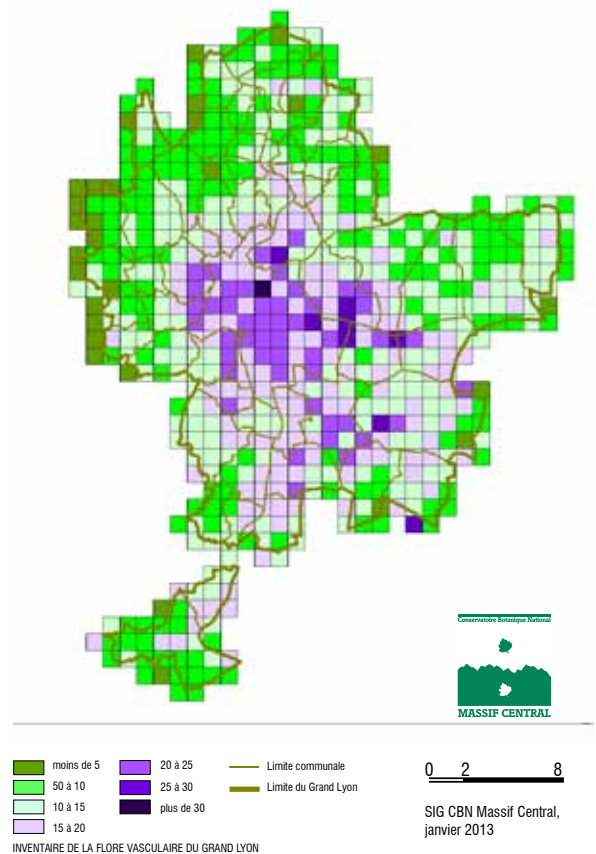 Conservatoire Botanique National
MASSIF CENTRAL
moins de 5
50 à 10
10 à 15
15 à 20
20 à 25
25 à 30
plus de 30
Limite communale
Limite du Grand Lyon
0 2 8
SIG CBN Massif Central,
janvier 2013
INVENTAIRE DE LA FLORE VASCULAIRE DU GRAND LYON